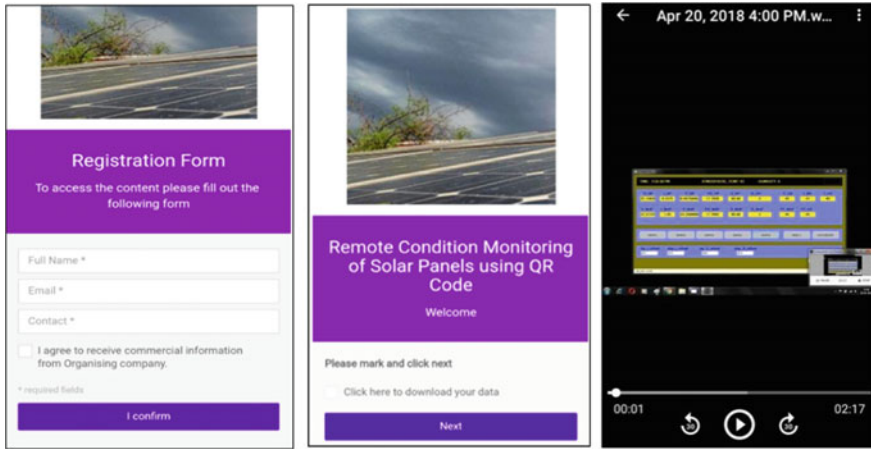 Registration Form
To access the content please fill out the
following form
Full Name *
Email *
Contact *
I agree to receive commercial information
from Organising company.
* required fields
I confirm
Remote Condition Monitoring
of Solar Panels using QR
Code
Welcome
Please mark and click next
Click here to download your data
Next
Apr 20, 2018 4:00 PM.w...
00:01
02:17
30
30